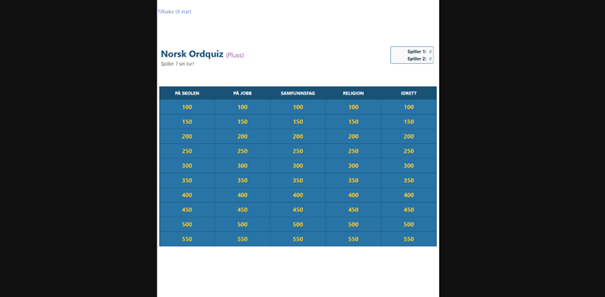 Tilbake til start
Norsk Ordquiz (Pluss)
Spiller 1 sin tur!
Spiller 1: 0
Spiller 2: 0
PÅ SKOLEN PÅ JOBB SAMFUNNSFAG RELIGION IDRETT
100 100 100 100 100
150 150 150 150 150
200 200 200 200 200
250 250 250 250 250
300 300 300 300 300
350 350 350 350 350
400 400 400 400 400
450 450 450 450 450
500 500 500 500 500
550 550 550 550 550